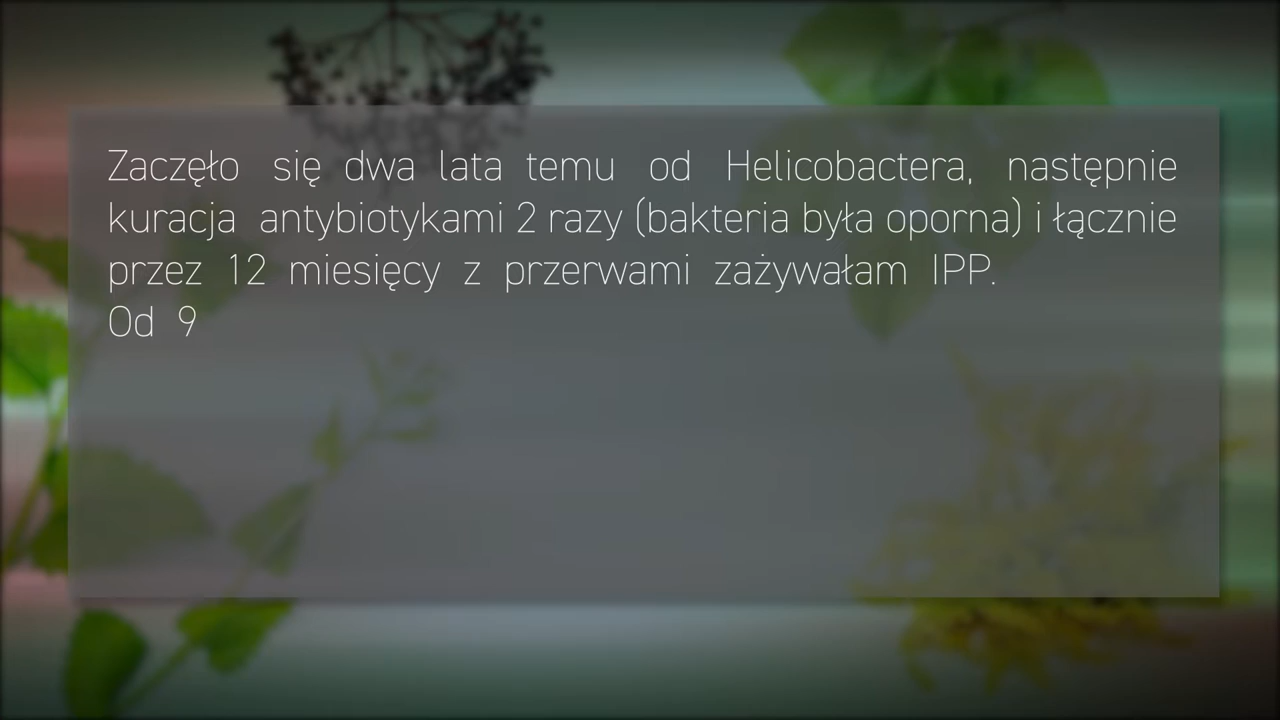 Zaczęło się dwa lata temu od Helicobactera, następnie
kuracja antybiotykami 2 razy (bakteria była oporna) i łącznie
przez 12 miesięcy z przerwami zażywałam IPP.
Od 9